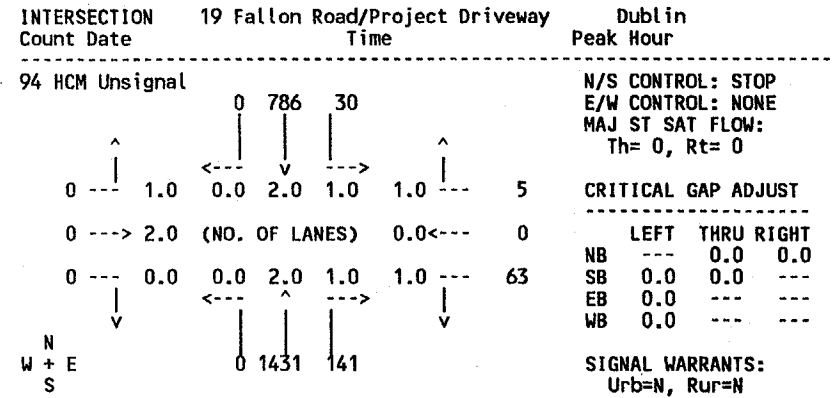 INTERSECTION 19 Fallon Road/Project Driveway Dublin
Count Date Time Peak Hour
94 HCM Unsignal N/S CONTROL: STOP
0 786 30 E/W CONTROL: NONE
MAJ ST SAT FLOW:
^ ^ Th= 0, Rt= 0
<--- v --->
0 --- 1.0 0.0 2.0 1.0 1.0 --- 5 CRITICAL GAP ADJUST
0 ---> 2.0 (NO. OF LANES) 0.0<--- 0 LEFT THRU RIGHT
NB --- 0.0 0.0
0 --- 0.0 0.0 2.0 1.0 1.0 --- 63 SB 0.0 0.0 ---
<--- ^ ---> EB 0.0 --- ---
v v WB 0.0 --- ---
N
W + E 0 1431 141 SIGNAL WARRANTS:
S Urb=N, Rur=N